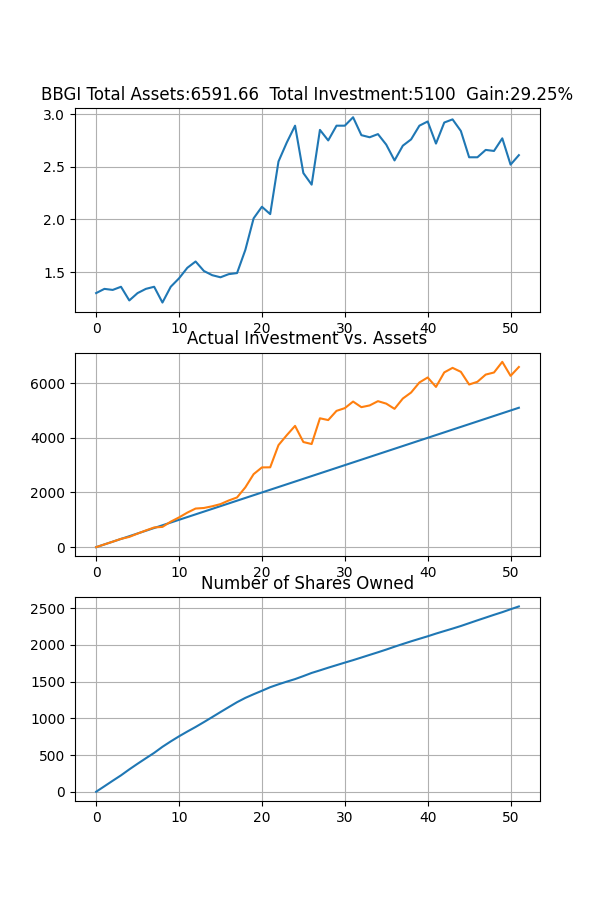 BBGI Total Assets:6591.66  Total Investment:5100  Gain:29.25%
3.0
2.5
2.0
1.5
0 10 20 30 40 50
Actual Investment vs. Assets
6000
4000
2000
0
0 10 20 30 40 50
Number of Shares Owned
2500
2000
1500
1000
500
0
0 10 20 30 40 50